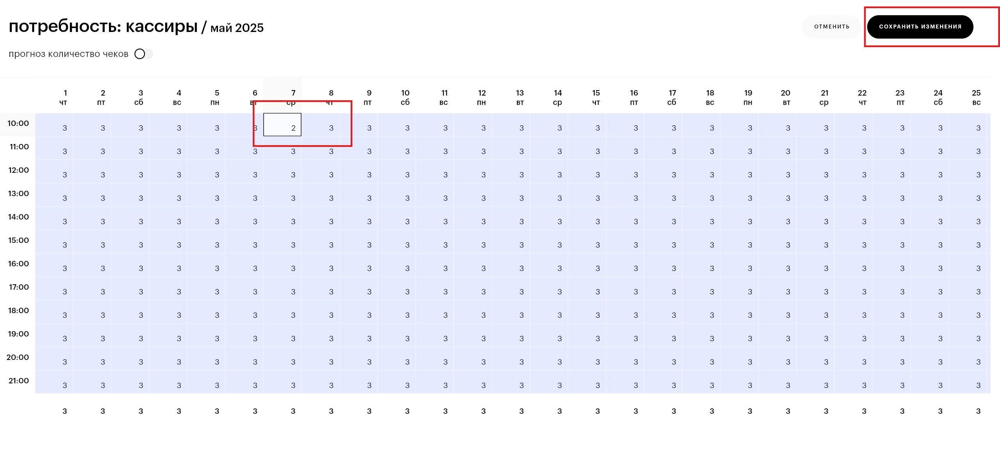 потребность: кассиры / май 2025
ОТМЕНИТЬ
СОХРАНИТЬ ИЗМЕНЕНИЯ
прогноз количество чеков
1 2 3 4 5 6 7 8 9 10 11 12 13 14 15 16 17 18 19 20 21 22 23 24 25
чт пт сб вс пн вт ср чт пт сб вс пн вт ср чт пт сб вс пн вт ср чт пт сб вс
10:00 3 3 3 3 3 3 2 3 3 3 3 3 3 3 3 3 3 3 3 3 3 3 3 3 3
11:00 3 3 3 3 3 3 3 3 3 3 3 3 3 3 3 3 3 3 3 3 3 3 3 3 3
12:00 3 3 3 3 3 3 3 3 3 3 3 3 3 3 3 3 3 3 3 3 3 3 3 3 3
13:00 3 3 3 3 3 3 3 3 3 3 3 3 3 3 3 3 3 3 3 3 3 3 3 3 3
14:00 3 3 3 3 3 3 3 3 3 3 3 3 3 3 3 3 3 3 3 3 3 3 3 3 3
15:00 3 3 3 3 3 3 3 3 3 3 3 3 3 3 3 3 3 3 3 3 3 3 3 3 3
16:00 3 3 3 3 3 3 3 3 3 3 3 3 3 3 3 3 3 3 3 3 3 3 3 3 3
17:00 3 3 3 3 3 3 3 3 3 3 3 3 3 3 3 3 3 3 3 3 3 3 3 3 3
18:00 3 3 3 3 3 3 3 3 3 3 3 3 3 3 3 3 3 3 3 3 3 3 3 3 3
19:00 3 3 3 3 3 3 3 3 3 3 3 3 3 3 3 3 3 3 3 3 3 3 3 3 3
20:00 3 3 3 3 3 3 3 3 3 3 3 3 3 3 3 3 3 3 3 3 3 3 3 3 3
21:00 3 3 3 3 3 3 3 3 3 3 3 3 3 3 3 3 3 3 3 3 3 3 3 3 3
3 3 3 3 3 3 3 3 3 3 3 3 3 3 3 3 3 3 3 3 3 3 3 3 3